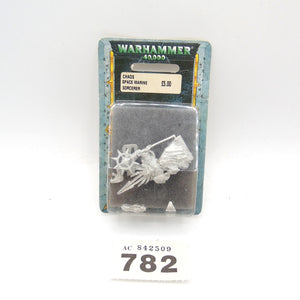 WARHAMMER
40,000
CHAOS
SPACE MARINE £5.00
SORCERER
AC 842509
782